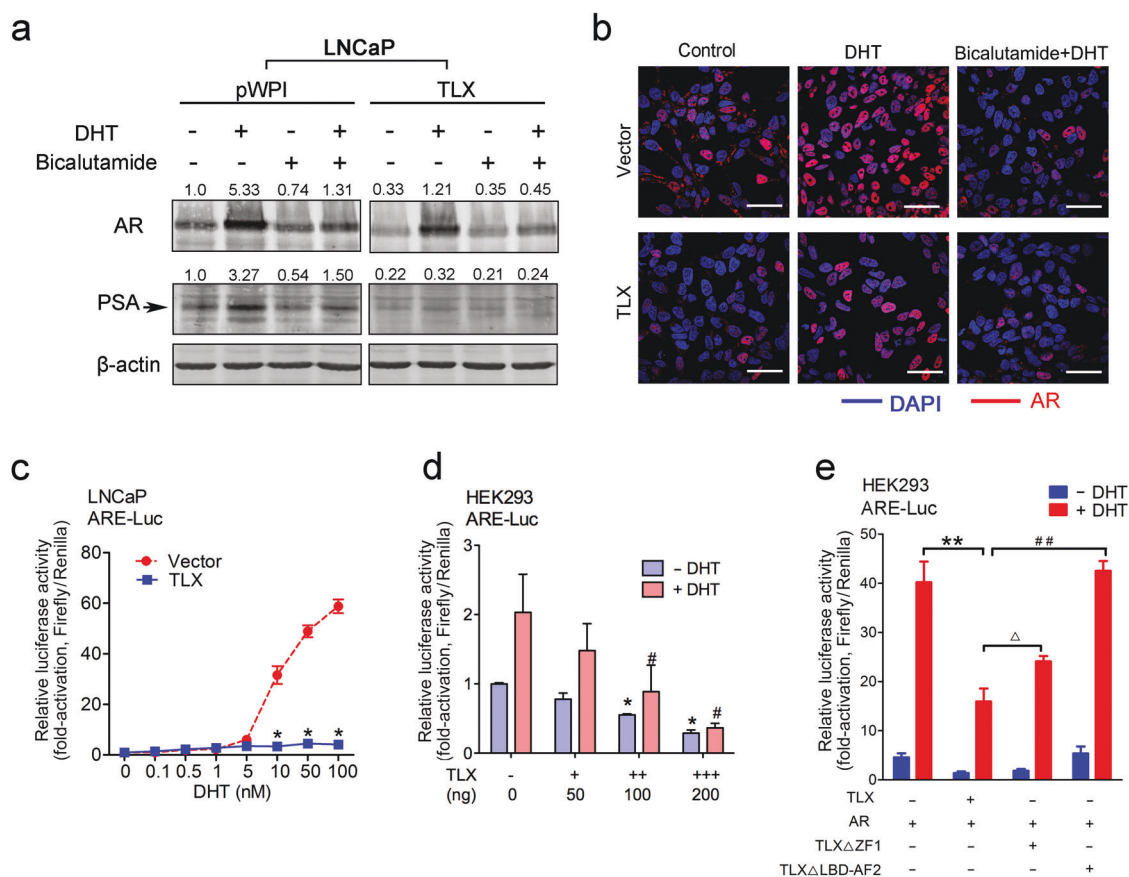 a
LNCaP
pWPI TLX
DHT - + - + - + - +
Bicalutamide - - + + - - + +
1.0 5.33 0.74 1.31 0.33 1.21 0.35 0.45
AR
1.0 3.27 0.54 1.50 0.22 0.32 0.21 0.24
PSA
β-actin
b
Control DHT Bicalutamide+DHT
Vector
TLX
DAPI AR
c
LNCaP
ARE-Luc
Relative luciferase activity
(fold-activation, Firefly/Renilla)
80
60
40
20
0
Vector
TLX
* * *
0 0.1 0.5 1 5 10 50 100
DHT (nM)
d
HEK293
ARE-Luc
Relative luciferase activity
(fold-activation, Firefly/Renilla)
3
2
1
0
- DHT
+ DHT
* # * #
TLX - + ++ +++
(ng) 0 50 100 200
e
HEK293
ARE-Luc
Relative luciferase activity
(fold-activation, Firefly/Renilla)
50
40
30
20
10
0
- DHT
+ DHT
** ##
△
TLX - + - -
AR + + + +
TLX△ZF1 - - + -
TLX△LBD-AF2 - - - +